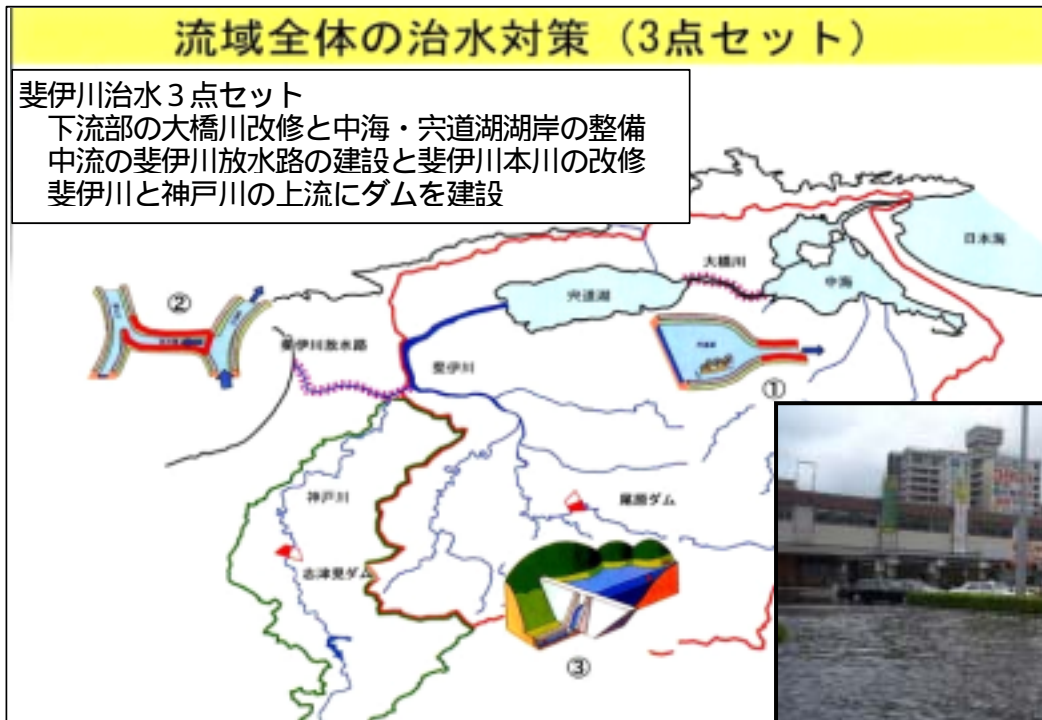 流域全体の治水対策（3点セット）
斐伊川治水３点セット
下流部の大橋川改修と中海・宍道湖湖岸の整備
中流の斐伊川放水路の建設と斐伊川本川の改修
斐伊川と神戸川の上流にダムを建設
日本海
大橋川
中海
宍道湖
②
斐伊川放水路
斐伊川
①
神戸川
尾原ダム
志津見ダム
③